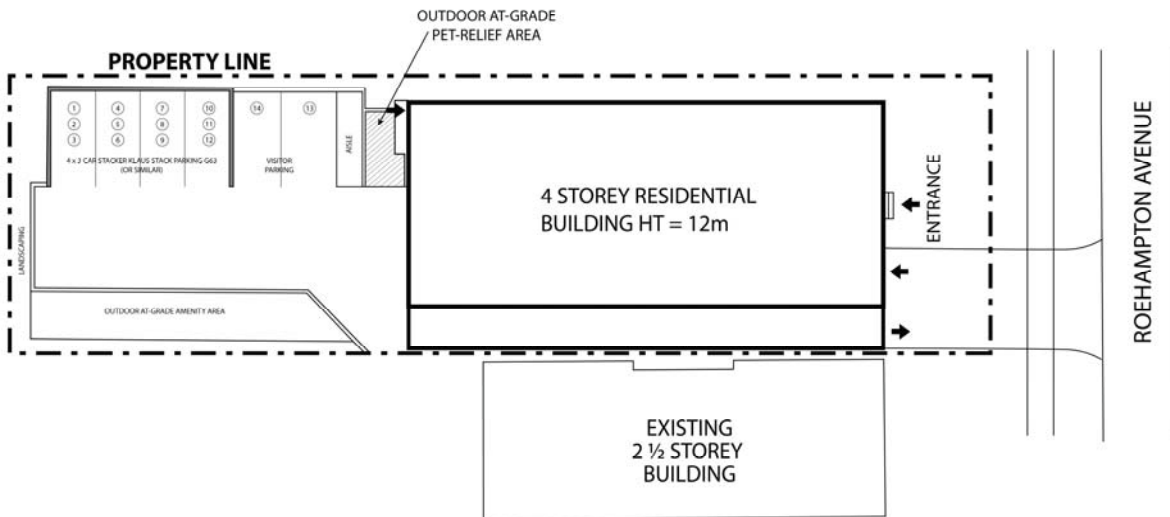 OUTDOOR AT-GRADE
PET-RELIEF AREA
PROPERTY LINE
1
4
7
10
14
13
2
5
8
11
3
6
9
12
4 x 3 CAR STACKER KLAUS STACK PARKING G63
(OR SIMILAR)
VISITOR
PARKING
AISLE
4 STOREY RESIDENTIAL
BUILDING HT = 12m
ENTRANCE
ROEHAMPTON AVENUE
LANDSCAPING
OUTDOOR AT-GRADE AMENITY AREA
EXISTING
2 ½ STOREY
BUILDING